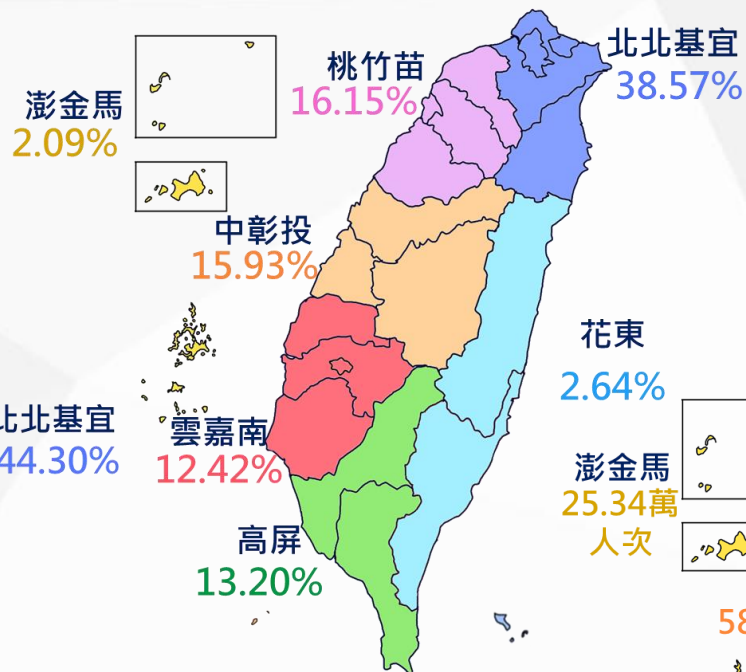 北北基宜
38.57%
桃竹苗
16.15%
澎金馬
2.09%
中彰投
15.93%
花東
2.64%
北北基宜
44.30%
雲嘉南
12.42%
澎金馬
25.34萬
人次
高屏
13.20%
58